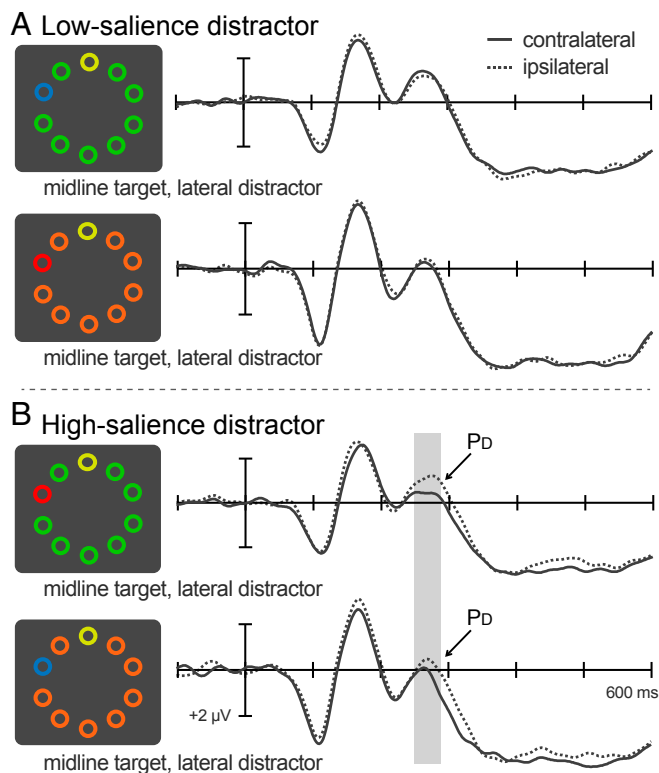 A Low-salience distractor
contralateral
ipsilateral
midline target, lateral distractor
midline target, lateral distractor
B High-salience distractor
PD
midline target, lateral distractor
PD
600 ms
+2 μV
midline target, lateral distractor